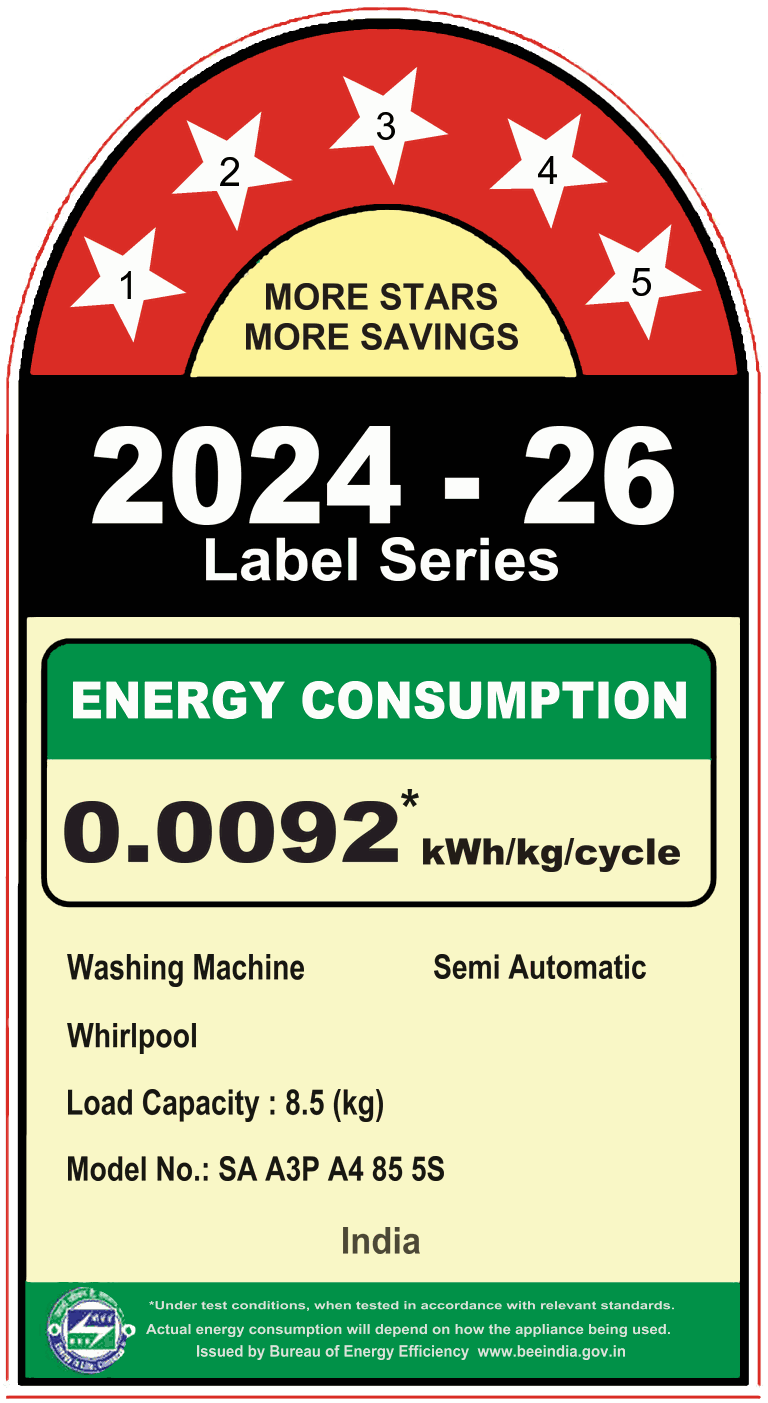 1 2 3 4 5
MORE STARS
MORE SAVINGS
2024 - 26
Label Series
ENERGY CONSUMPTION
0.0092* kWh/kg/cycle
Washing Machine Semi Automatic
Whirlpool
Load Capacity : 8.5 (kg)
Model No.: SA A3P A4 85 5S
India
*Under test conditions, when tested in accordance with relevant standards.
Actual energy consumption will depend on how the appliance being used.
Issued by Bureau of Energy Efficiency www.beeindia.gov.in